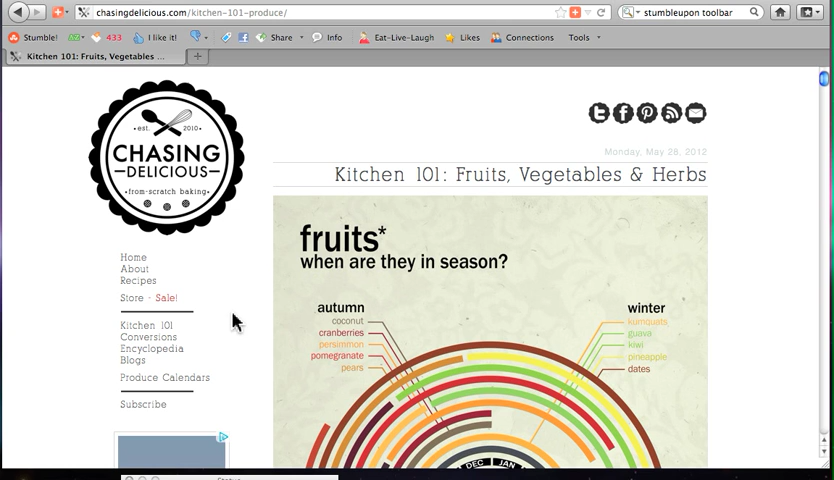 chasingdelicious.com/kitchen-101-produce/
stumbleupon toolbar
Stumble!
All
433
I like it!
Share
Info
Eat-Live-Laugh
Likes
Connections
Tools
Kitchen 101: Fruits, Vegetables ...
est. 2010
CHASING
DELICIOUS
from-scratch baking
Monday, May 28, 2012
Kitchen 101: Fruits, Vegetables & Herbs
Home
About
Recipes
Store - Sale!
Kitchen 101
Conversions
Encyclopedia
Blogs
Produce Calendars
Subscribe
fruits*
when are they in season?
autumn
coconut
cranberries
persimmon
pomegranate
pears
winter
kumquats
guava
kiwi
pineapple
dates
DEC
JAN